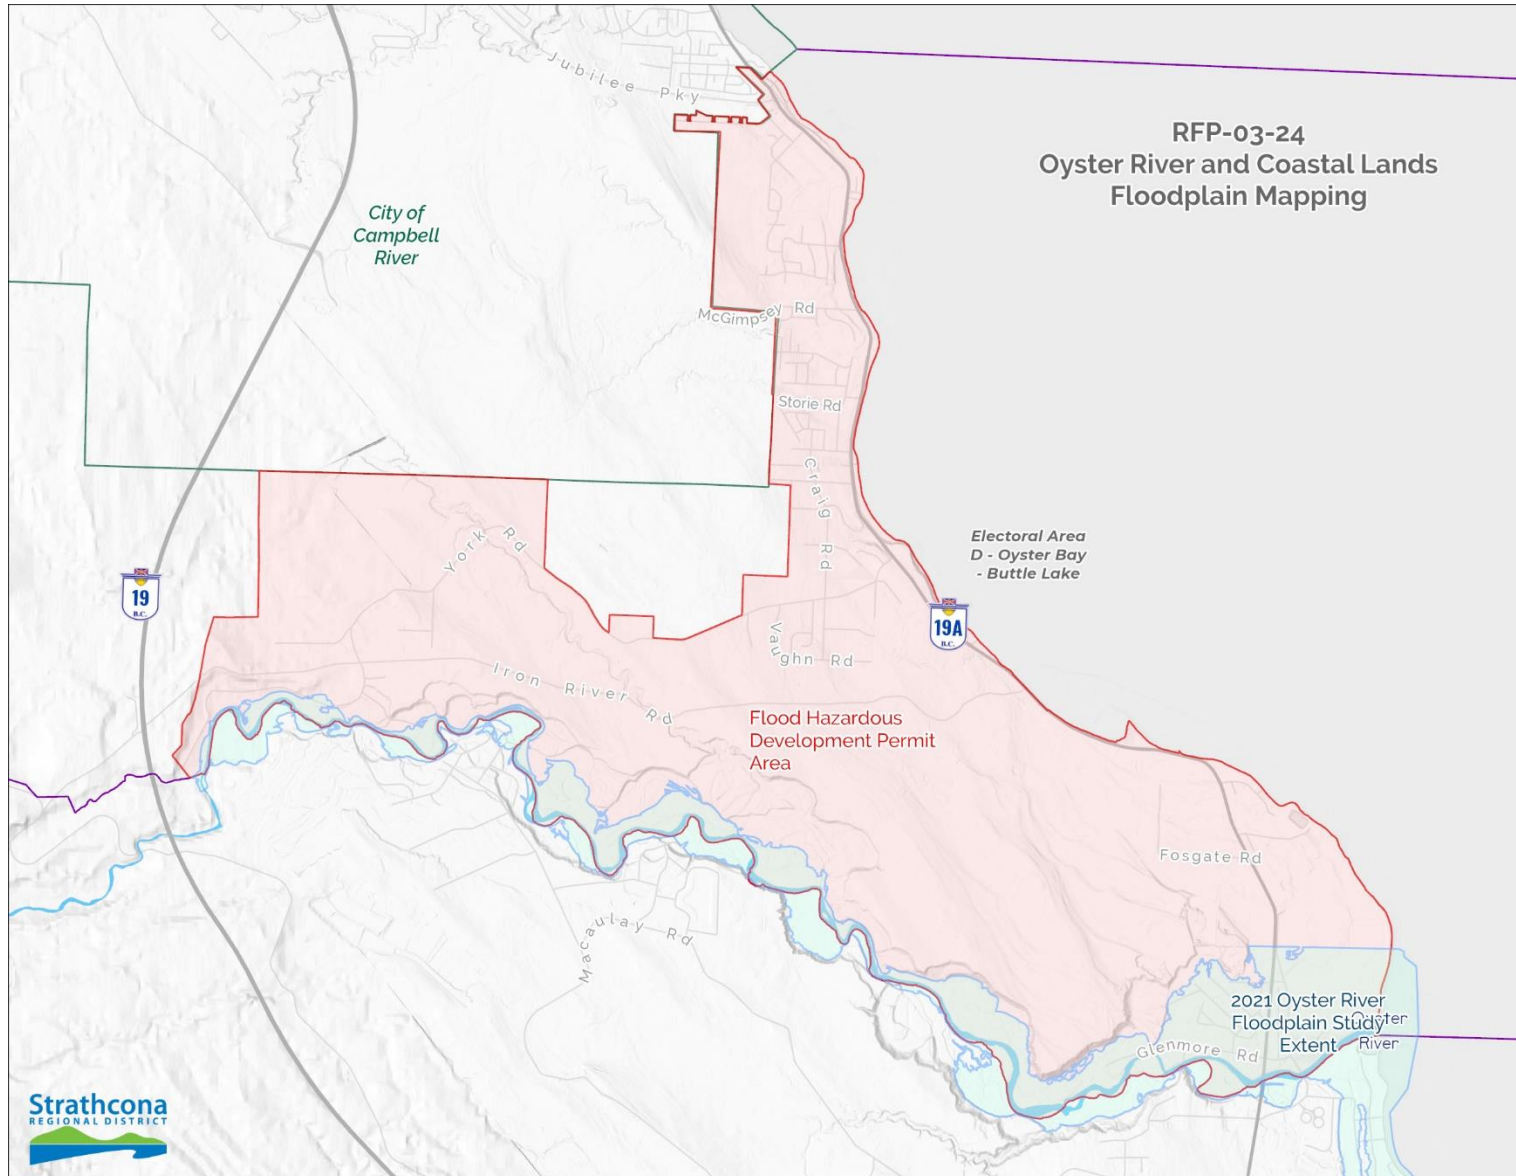 Jubilee Pky
RFP-03-24
Oyster River and Coastal Lands
Floodplain Mapping
City of
Campbell
River
McGimpsey Rd
Storie Rd
Craig Rd
York Rd
Electoral Area
D - Oyster Bay
- Buttle Lake
19
B.C.
19A
B.C.
Vaughn Rd
Iron River Rd
Flood Hazardous
Development Permit
Area
Fosgate Rd
Macaulay Rd
2021 Oyster River
Floodplain Study
Extent
Oyster
River
Glenmore Rd
Strathcona
REGIONAL DISTRICT